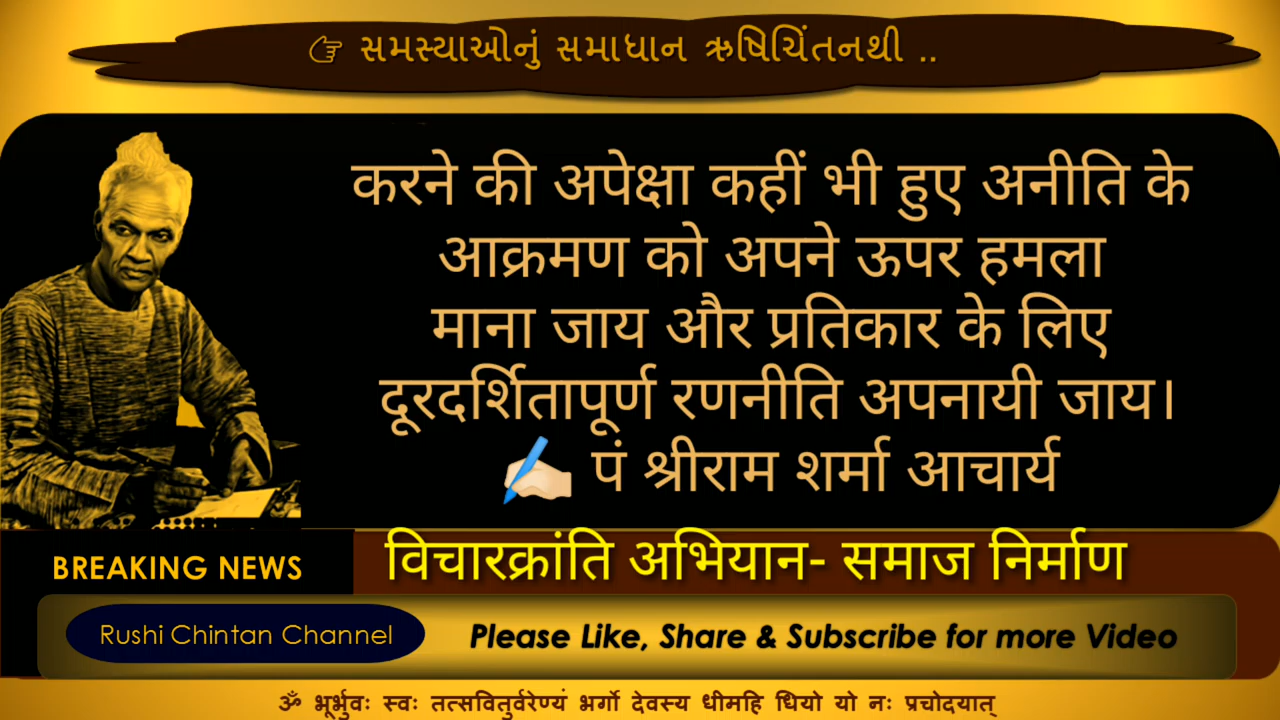 👉 સમસ્યાઓનું સમાધાન ઋષિચિંતનથી ..
करने की अपेक्षा कहीं भी हुए अनीति के
आक्रमण को अपने ऊपर हमला
माना जाय और प्रतिकार के लिए
दूरदर्शितापूर्ण रणनीति अपनायी जाय।
✍🏻 पं श्रीराम शर्मा आचार्य
BREAKING NEWS
विचारक्रांति अभियान- समाज निर्माण
Rushi Chintan Channel
Please Like, Share & Subscribe for more Video
ॐ भूर्भुवः स्वः तत्सवितुर्वरेण्यं भर्गो देवस्य धीमहि धियो यो नः प्रचोदयात्